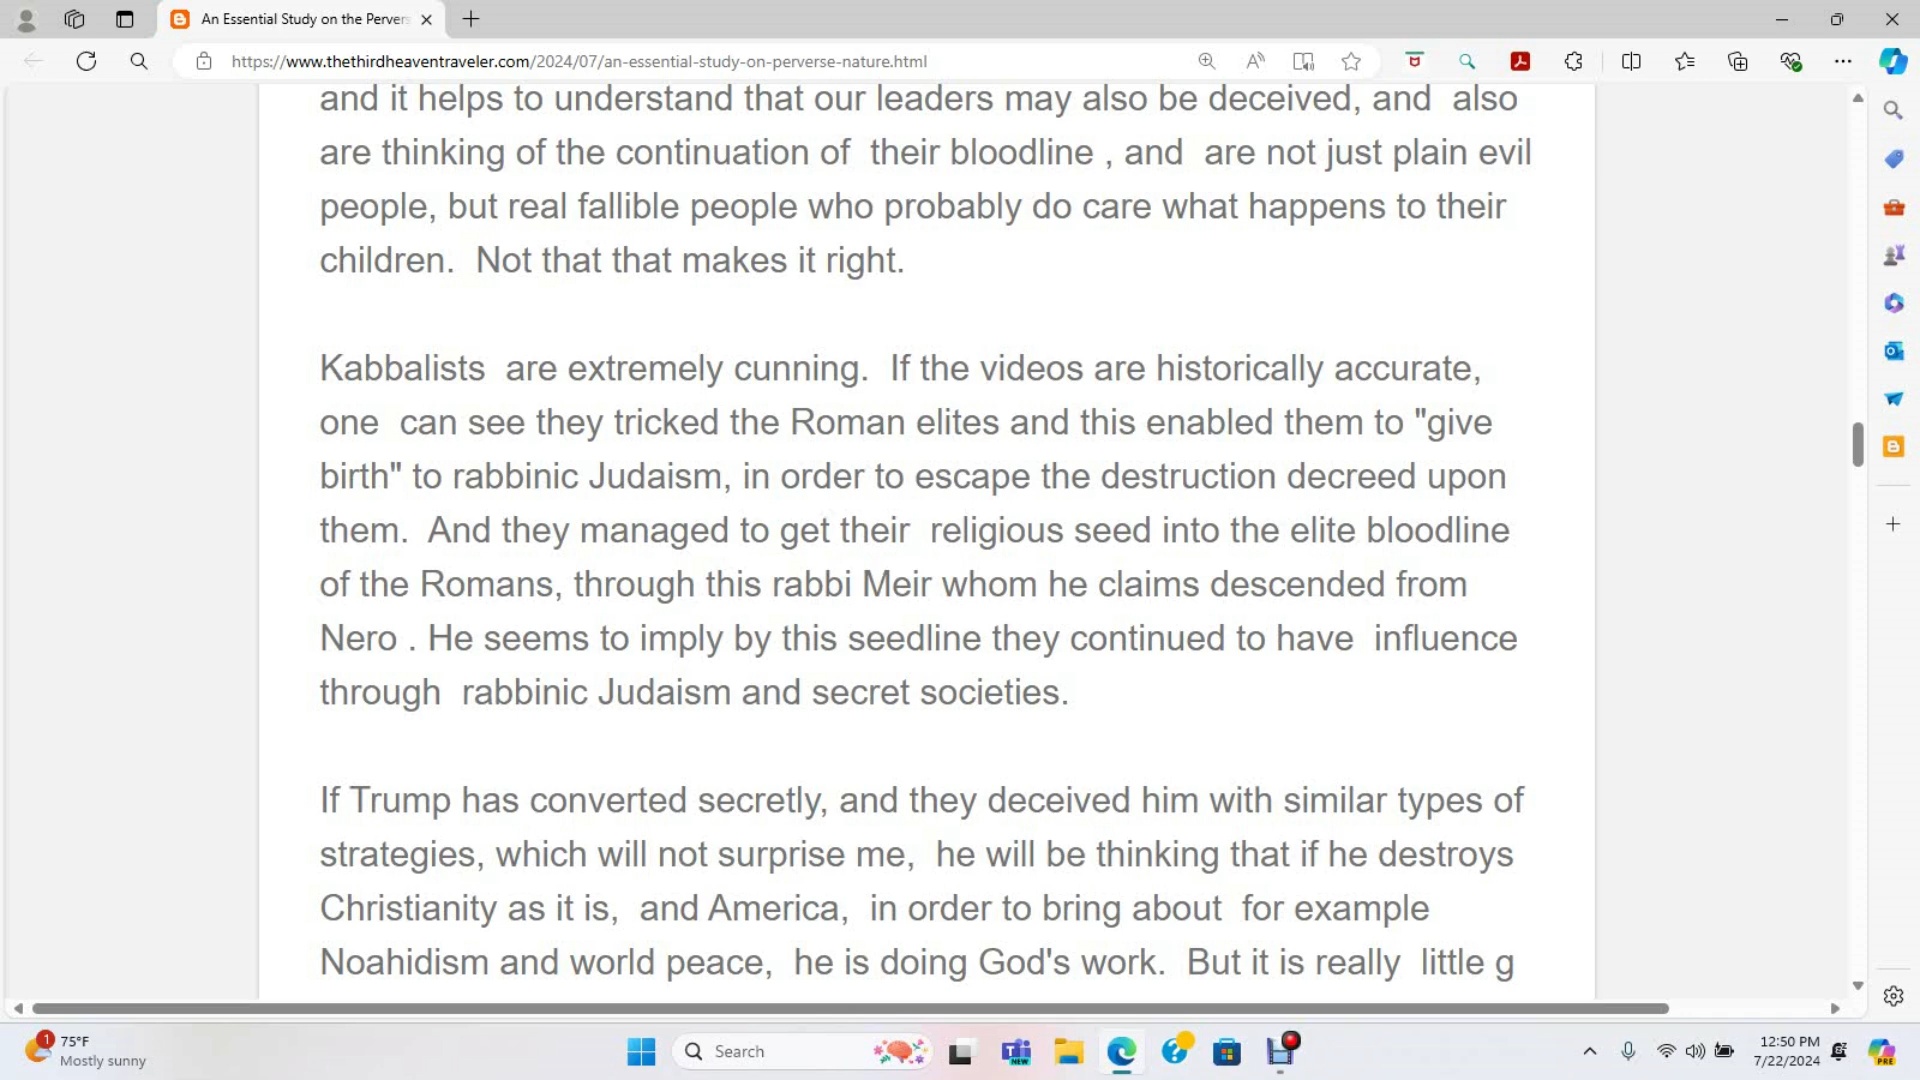 An Essential Study on the Pervers
https://www.thethirdheaventraveler.com/2024/07/an-essential-study-on-perverse-nature.html
and it helps to understand that our leaders may also be deceived, and  also
are thinking of the continuation of  their bloodline , and  are not just plain evil
people, but real fallible people who probably do care what happens to their
children.  Not that that makes it right.
Kabbalists  are extremely cunning.  If the videos are historically accurate,
one  can see they tricked the Roman elites and this enabled them to "give
birth" to rabbinic Judaism, in order to escape the destruction decreed upon
them.  And they managed to get their  religious seed into the elite bloodline
of the Romans, through this rabbi Meir whom he claims descended from
Nero . He seems to imply by this seedline they continued to have  influence
through  rabbinic Judaism and secret societies.
If Trump has converted secretly, and they deceived him with similar types of
strategies, which will not surprise me,  he will be thinking that if he destroys
Christianity as it is,  and America,  in order to bring about  for example
Noahidism and world peace,  he is doing God's work.  But it is really  little g
1
75°F
Mostly sunny
Search
NEW
12:50 PM
7/22/2024
PRE